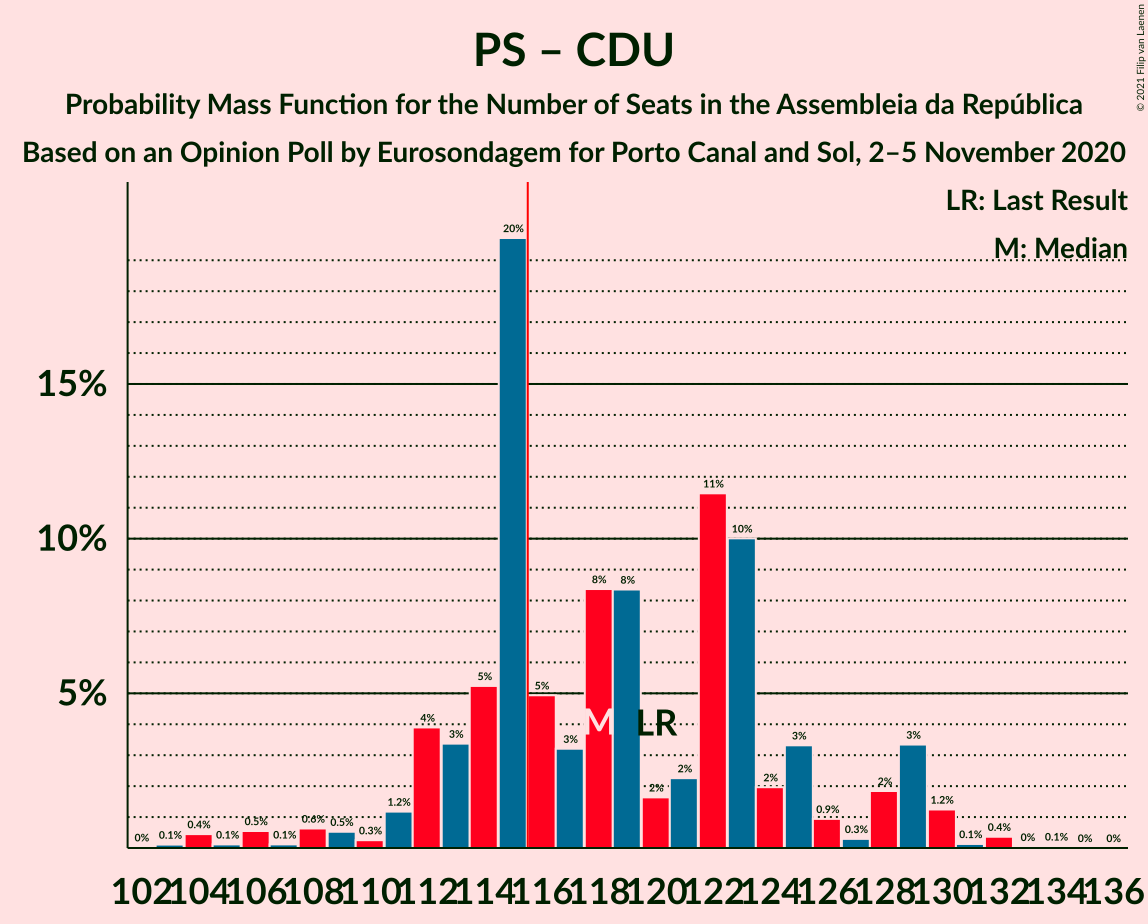 PS – CDU
Probability Mass Function for the Number of Seats in the Assembleia da República
Based on an Opinion Poll by Eurosondagem for Porto Canal and Sol, 2–5 November 2020
© 2021 Filip van Laenen
LR: Last Result
M: Median
15%
10%
5%
0% 0.1% 0.4% 0.1% 0.5% 0.1% 0.6% 0.5% 0.3% 1.2% 4% 3% 5% 20% 5% 3% 8% 8% 2% 2% 11% 10% 2% 3% 0.9% 0.3% 2% 3% 1.2% 0.1% 0.4% 0% 0.1% 0% 0%
M LR
102 104 106 108 110 112 114 116 118 120 122 124 126 128 130 132 134 136